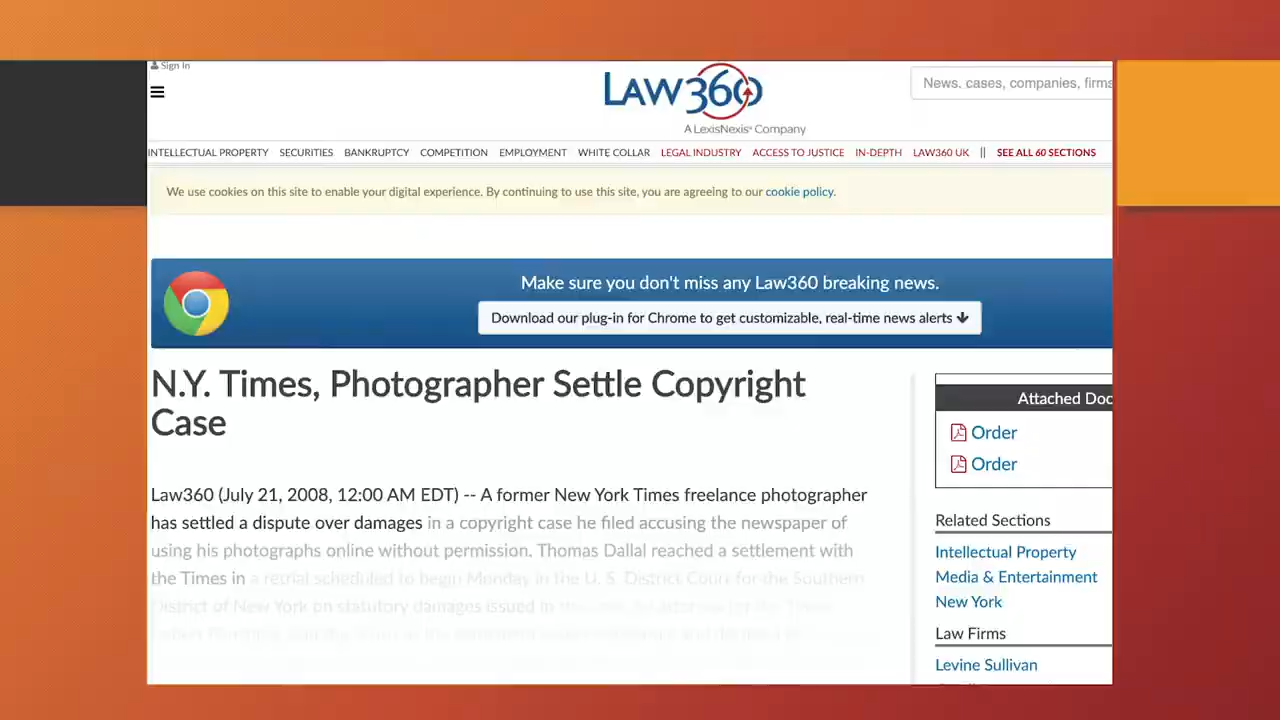 Sign In
LAW360
News, cases, companies, firms
A LexisNexis® Company
INTELLECTUAL PROPERTY SECURITIES BANKRUPTCY COMPETITION EMPLOYMENT WHITE COLLAR LEGAL INDUSTRY ACCESS TO JUSTICE IN-DEPTH LAW360 UK || SEE ALL 60 SECTIONS
We use cookies on this site to enable your digital experience. By continuing to use this site, you are agreeing to our cookie policy.
Make sure you don't miss any Law360 breaking news.
Download our plug-in for Chrome to get customizable, real-time news alerts
N.Y. Times, Photographer Settle Copyright
Case
Law360 (July 21, 2008, 12:00 AM EDT) -- A former New York Times freelance photographer
has settled a dispute over damages in a copyright case he filed accusing the newspaper of
using his photographs online without permission. Thomas Dallal reached a settlement with
the Times in a retrial scheduled to begin Monday in the U. S. District Court for the Southern
District of New York on statutory damages issued in
Attached Doc
Order
Order
Related Sections
Intellectual Property
Media & Entertainment
New York
Law Firms
Levine Sullivan